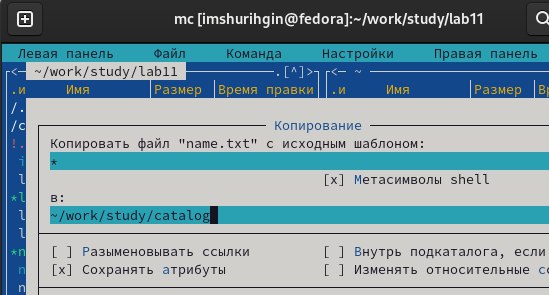 mc [imshurihgin@fedora]:~/work/study/lab11
Левая панель Файл Команда Настройки Правая панель
<─ ~/work/study/lab11 .[^]> <─ ~
.и Имя Размер Время правки .и Имя Размер Вр
/.
/с
!.
i
l
*l
l
l
*n
n
Копирование
Копировать файл "name.txt" с исходным шаблоном:
*
[x] Метасимволы shell
в:
~/work/study/catalog
[ ] Разыменовывать ссылки [ ] Внутрь подкаталога, если
[x] Сохранять атрибуты [ ] Изменять относительные сс